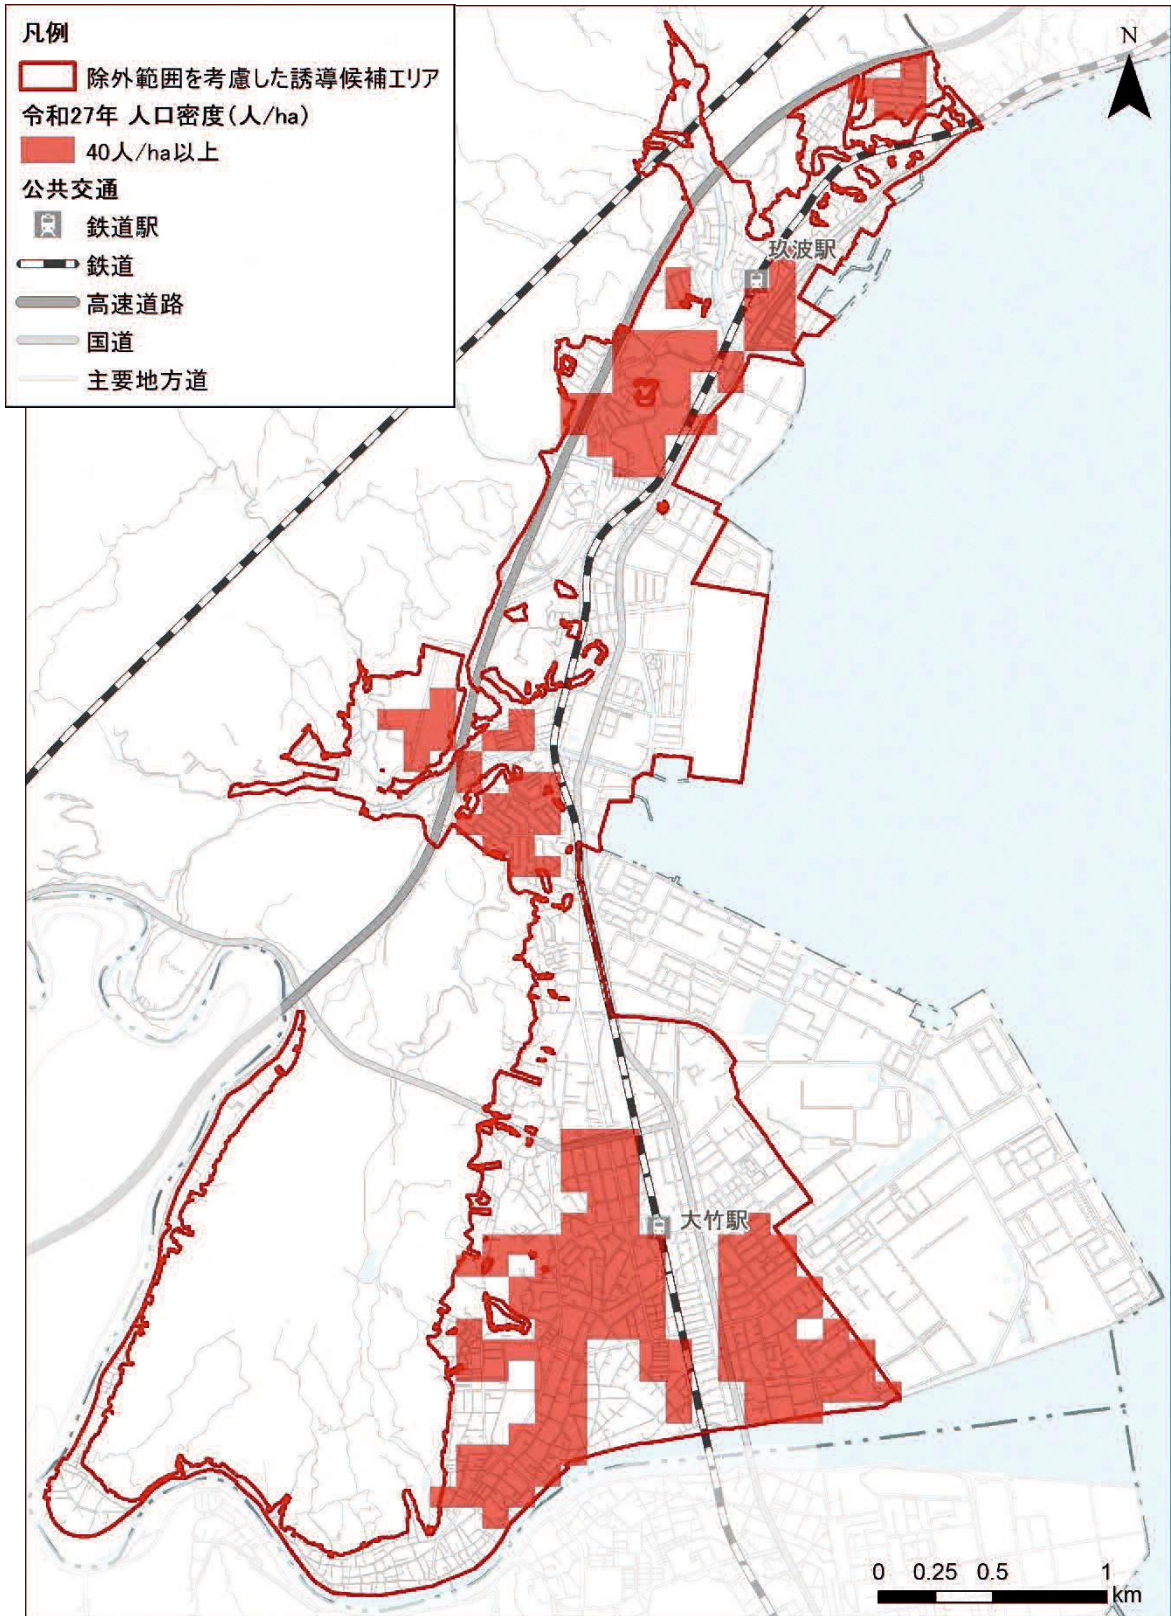 凡例
除外範囲を考慮した誘導候補エリア
令和27年 人口密度(人/ha)
40人/ha以上
公共交通
鉄道駅
鉄道
高速道路
国道
主要地方道
N
玖波駅
大竹駅
0 0.25 0.5 1
km